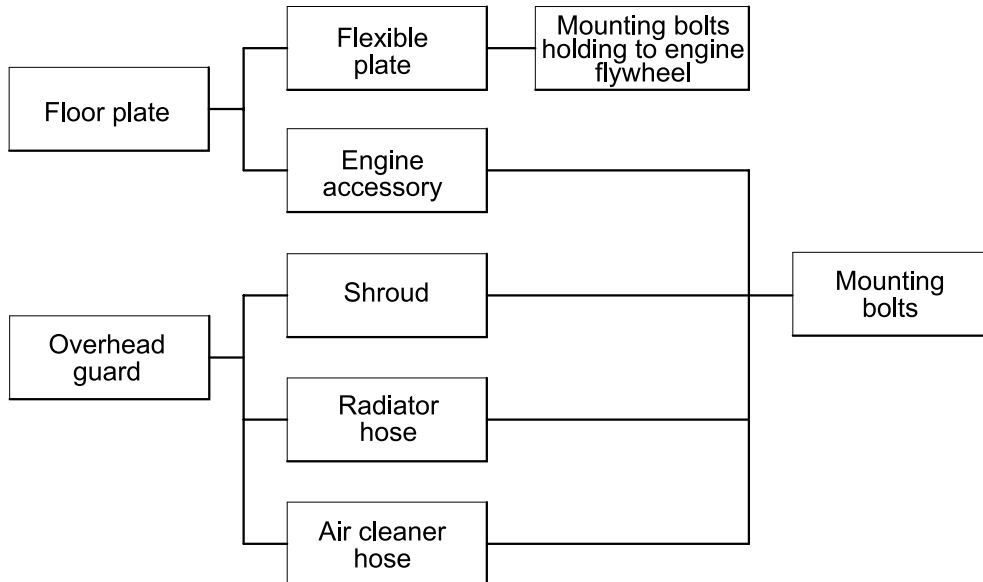 Floor plate
Flexible
plate
Mounting bolts
holding to engine
flywheel
Engine
accessory
Overhead
guard
Shroud
Radiator
hose
Air cleaner
hose
Mounting
bolts